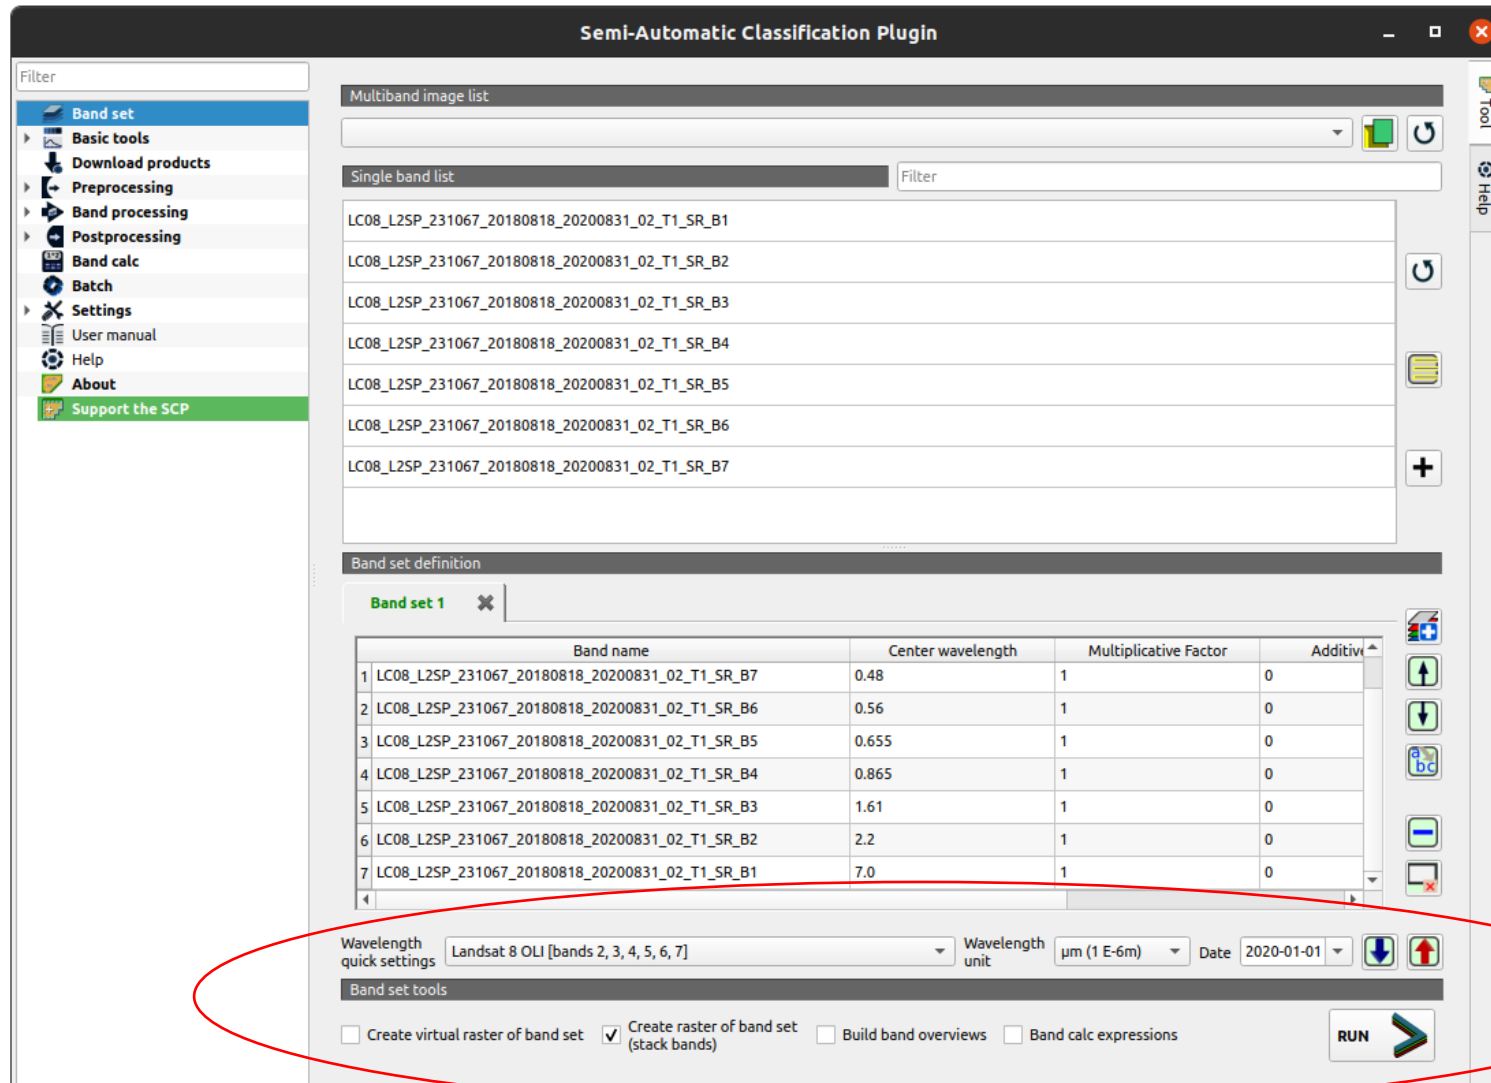 Semi-Automatic Classification Plugin
Filter
Band set
Basic tools
Download products
Preprocessing
Band processing
Postprocessing
Band calc
Batch
Settings
User manual
Help
About
Support the SCP
Multiband image list
Single band list
Filter
LC08_L2SP_231067_20180818_20200831_02_T1_SR_B1
LC08_L2SP_231067_20180818_20200831_02_T1_SR_B2
LC08_L2SP_231067_20180818_20200831_02_T1_SR_B3
LC08_L2SP_231067_20180818_20200831_02_T1_SR_B4
LC08_L2SP_231067_20180818_20200831_02_T1_SR_B5
LC08_L2SP_231067_20180818_20200831_02_T1_SR_B6
LC08_L2SP_231067_20180818_20200831_02_T1_SR_B7
Tool
Help
Band set definition
Band set 1
Band name Center wavelength Multiplicative Factor Additive
1 LC08_L2SP_231067_20180818_20200831_02_T1_SR_B7 0.48 1 0
2 LC08_L2SP_231067_20180818_20200831_02_T1_SR_B6 0.56 1 0
3 LC08_L2SP_231067_20180818_20200831_02_T1_SR_B5 0.655 1 0
4 LC08_L2SP_231067_20180818_20200831_02_T1_SR_B4 0.865 1 0
5 LC08_L2SP_231067_20180818_20200831_02_T1_SR_B3 1.61 1 0
6 LC08_L2SP_231067_20180818_20200831_02_T1_SR_B2 2.2 1 0
7 LC08_L2SP_231067_20180818_20200831_02_T1_SR_B1 7.0 1 0
a
bc
Wavelength
quick settings
Landsat 8 OLI [bands 2, 3, 4, 5, 6, 7]
Wavelength
unit
µm (1 E-6m)
Date
2020-01-01
Band set tools
Create virtual raster of band set
Create raster of band set
(stack bands)
Build band overviews
Band calc expressions
RUN